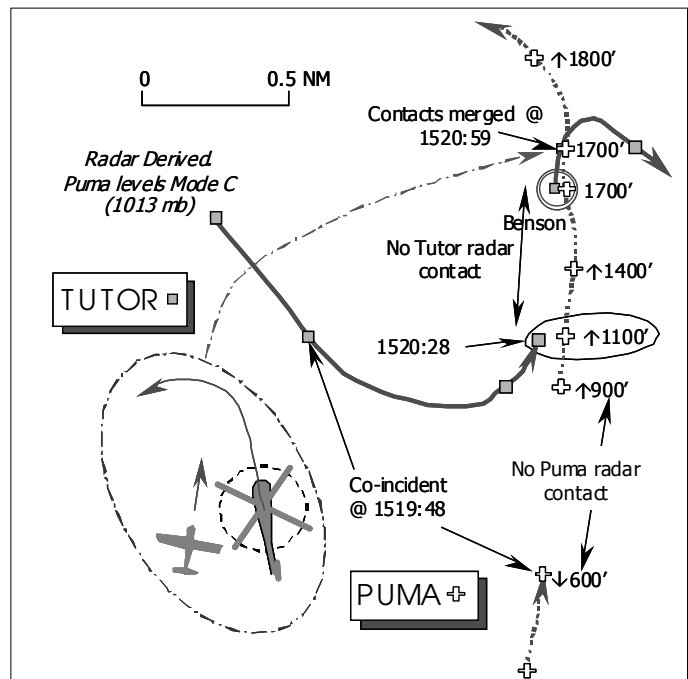 0 0.5 NM
↑1800’
Contacts merged @
1520:59
1700’
Radar Derived.
Puma levels Mode C
(1013 mb)
1700’
Benson
No Tutor radar
contact
↑1400’
TUTOR
1520:28
↑1100’
↑900’
No Puma radar
contact
Co-incident
@ 1519:48
↓600’
PUMA